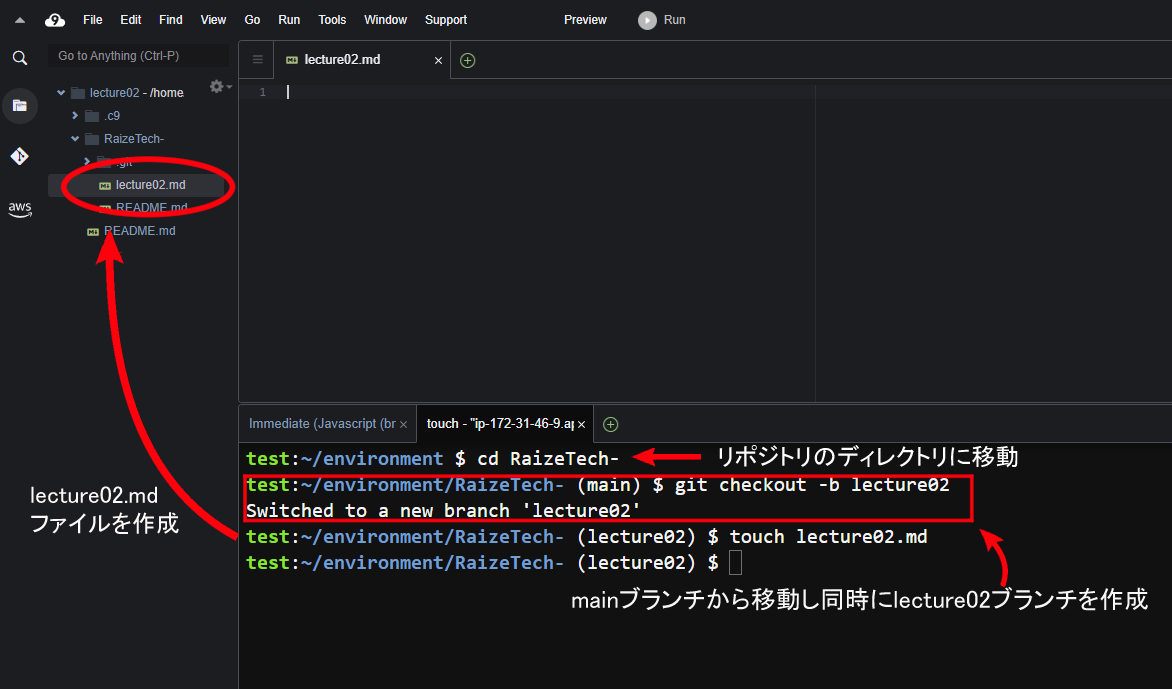 File Edit Find View Go Run Tools Window Support Preview Run
Go to Anything (Ctrl-P)
lecture02 - /home
.c9
RaizeTech-
.git
lecture02.md
README.md
README.md
aws
lecture02.md
1
Immediate (Javascript (br
touch - "ip-172-31-46-9.ap
test:~/environment $ cd RaizeTech-
リポジトリのディレクトリに移動
test:~/environment/RaizeTech- (main) $ git checkout -b lecture02
Switched to a new branch 'lecture02'
test:~/environment/RaizeTech- (lecture02) $ touch lecture02.md
test:~/environment/RaizeTech- (lecture02) $
lecture02.md
ファイルを作成
mainブランチから移動し同時にlecture02ブランチを作成